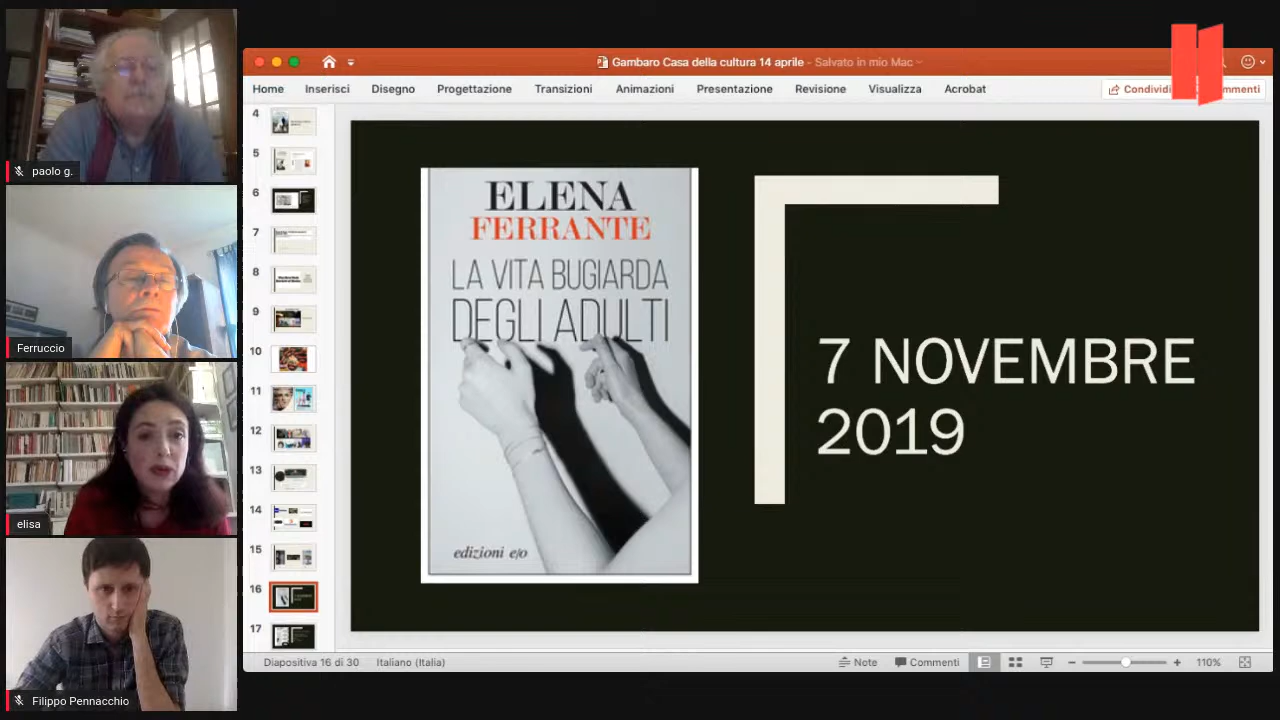 paolo g.
Ferruccio
elisa
Filippo Pennacchio
Gambaro Casa della cultura 14 aprile - Salvato in mio Mac
Home Inserisci Disegno Progettazione Transizioni Animazioni Presentazione Revisione Visualizza Acrobat Condividi
4
5
6
7
8
9
10
11
12
13
14
15
16
17
ELENA
FERRANTE
LA VITA BUGIARDA
DEGLI ADULTI
edizioni e/o
7 NOVEMBRE
2019
Diapositiva 16 di 30 Italiano (Italia) Note Commenti 110%